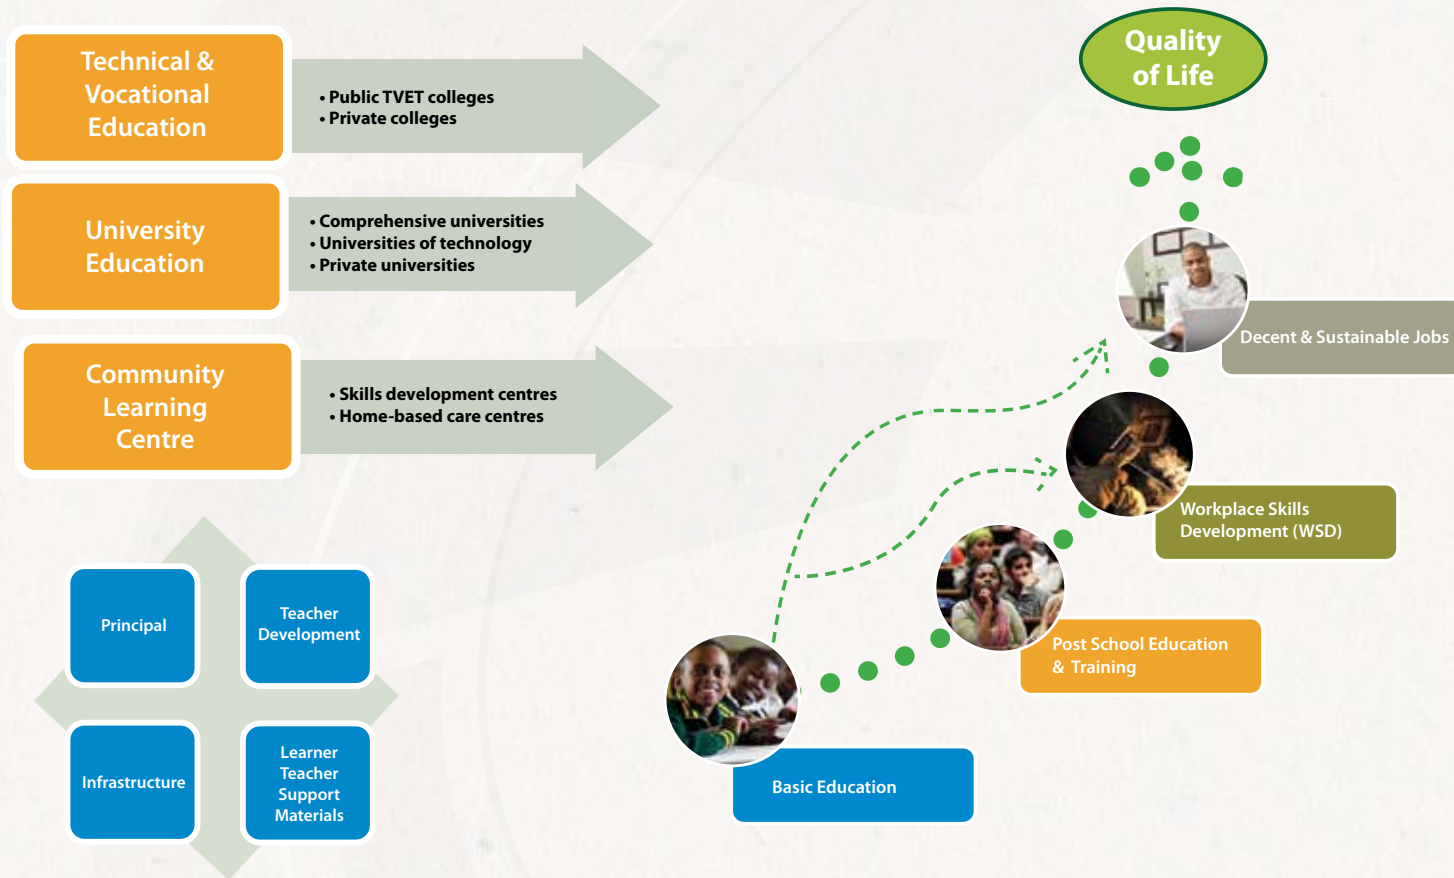 Technical &
Vocational
Education
• Public TVET colleges
• Private colleges
University
Education
• Comprehensive universities
• Universities of technology
• Private universities
Community
Learning
Centre
• Skills development centres
• Home-based care centres
Principal
Teacher
Development
Infrastructure
Learner
Teacher
Support
Materials
Quality
of Life
Decent & Sustainable Jobs
Workplace Skills
Development (WSD)
Post School Education
& Training
Basic Education